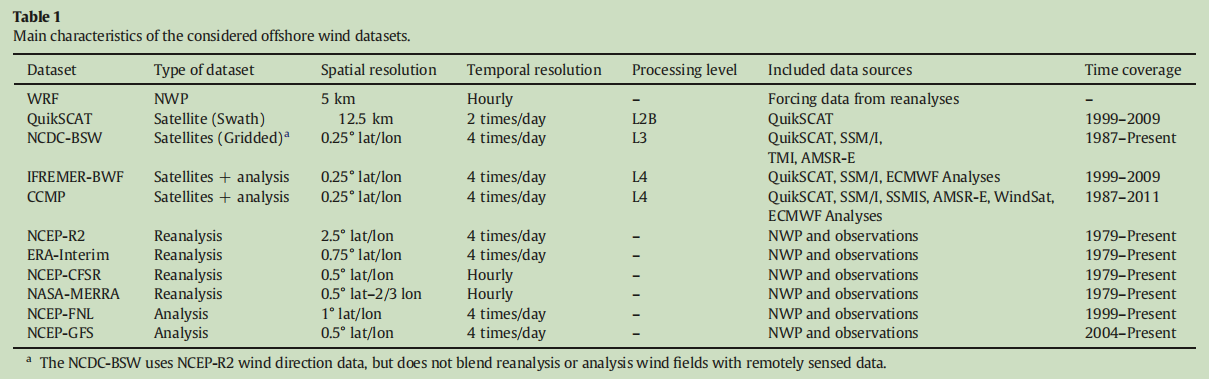 Table 1
Main characteristics of the considered offshore wind datasets.
Dataset Type of dataset Spatial resolution Temporal resolution Processing level Included data sources Time coverage
WRF NWP 5 km Hourly – Forcing data from reanalyses –
QuikSCAT Satellite (Swath) 12.5 km 2 times/day L2B QuikSCAT 1999–2009
NCDC-BSW Satellites (Gridded)a 0.25° lat/lon 4 times/day L3 QuikSCAT, SSM/I, 1987–Present
TMI, AMSR-E
IFREMER-BWF Satellites + analysis 0.25° lat/lon 4 times/day L4 QuikSCAT, SSM/I, ECMWF Analyses 1999–2009
CCMP Satellites + analysis 0.25° lat/lon 4 times/day L4 QuikSCAT, SSM/I, SSMIS, AMSR-E, WindSat, 1987–2011
ECMWF Analyses
NCEP-R2 Reanalysis 2.5° lat/lon 4 times/day – NWP and observations 1979–Present
ERA-Interim Reanalysis 0.75° lat/lon 4 times/day – NWP and observations 1979–Present
NCEP-CFSR Reanalysis 0.5° lat/lon Hourly – NWP and observations 1979–Present
NASA-MERRA Reanalysis 0.5° lat–2/3 lon Hourly – NWP and observations 1979–Present
NCEP-FNL Analysis 1° lat/lon 4 times/day – NWP and observations 1999–Present
NCEP-GFS Analysis 0.5° lat/lon 4 times/day – NWP and observations 2004–Present
a The NCDC-BSW uses NCEP-R2 wind direction data, but does not blend reanalysis or analysis wind fields with remotely sensed data.